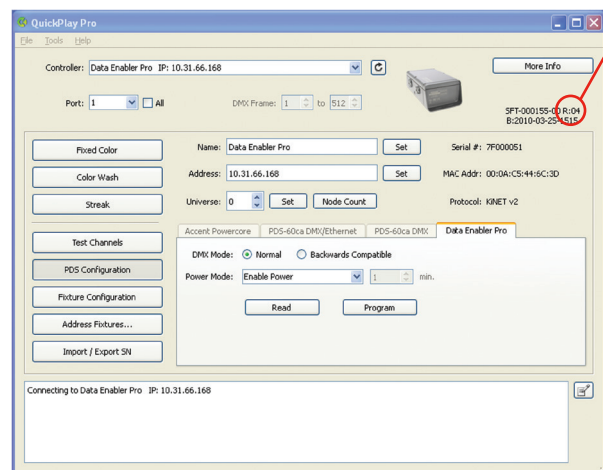 QuickPlay Pro
File Tools Help
Controller: Data Enabler Pro IP: 10.31.66.168
More Info
Port: 1 All DMX Frame: 1 to 512
SFT-000155-00 R:04
B:2010-03-25-1515
Fixed Color
Color Wash
Streak
Test Channels
PDS Configuration
Fixture Configuration
Address Fixtures...
Import / Export SN
Name: Data Enabler Pro Set Serial #: 7F000051
Address: 10.31.66.168 Set MAC Addr: 00:0A:C5:44:6C:3D
Universe: 0 Set Node Count Protocol: KiNET v2
Accent Powercore PDS-60ca DMX/Ethernet PDS-60ca DMX Data Enabler Pro
DMX Mode: Normal Backwards Compatible
Power Mode: Enable Power 1 min.
Read Program
Connecting to Data Enabler Pro IP: 10.31.66.168